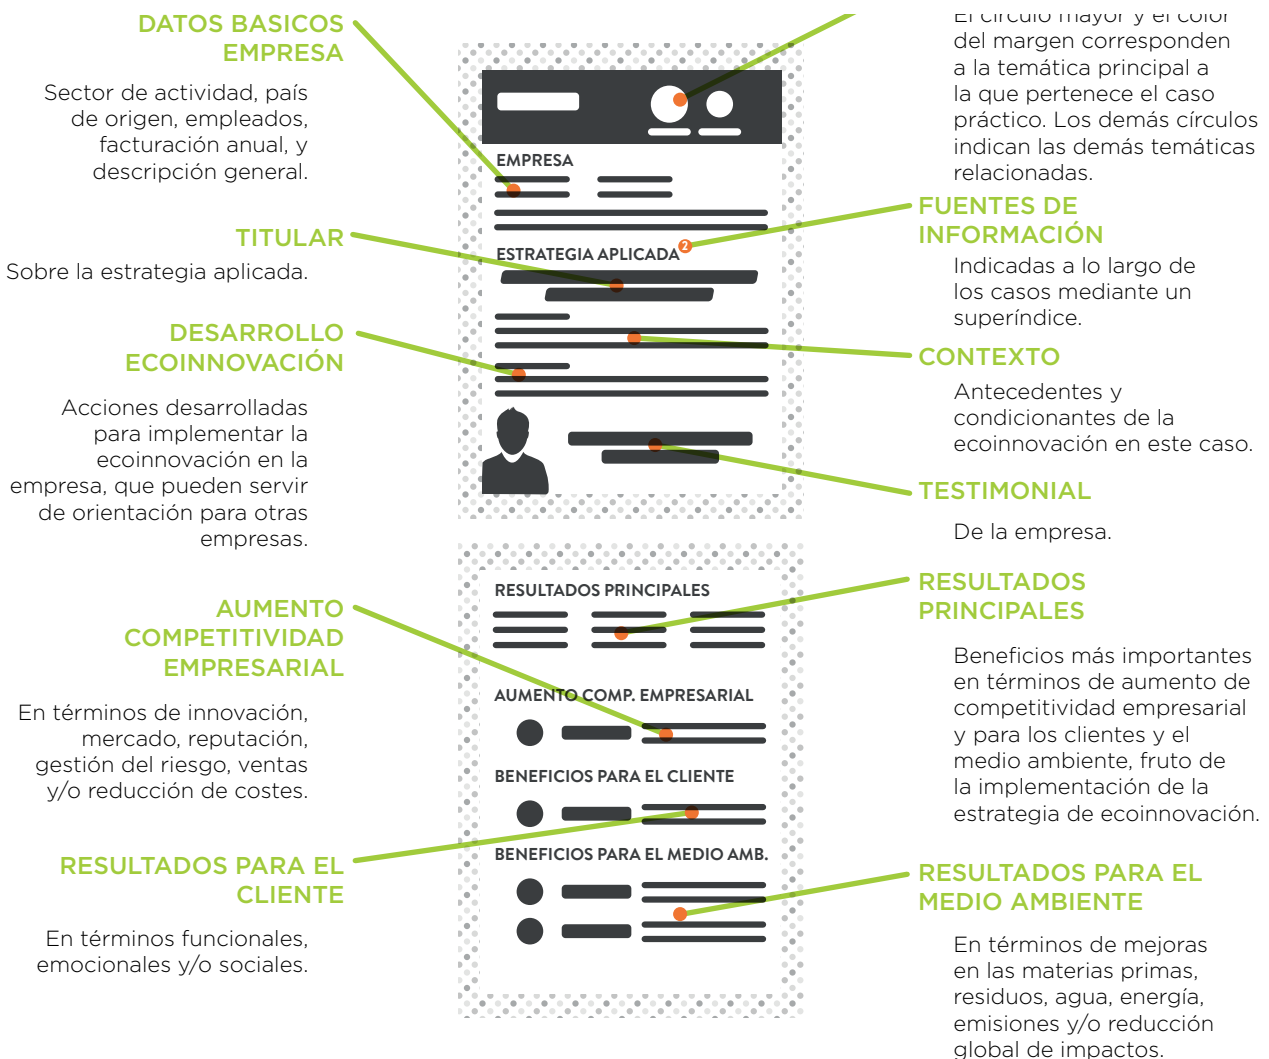 DATOS BASICOS
EMPRESA
Sector de actividad, país
de origen, empleados,
facturación anual, y
descripción general.
TITULAR
Sobre la estrategia aplicada.
DESARROLLO
ECOINNOVACIÓN
Acciones desarrolladas
para implementar la
ecoinnovación en la
empresa, que pueden servir
de orientación para otras
empresas.
AUMENTO
COMPETITIVIDAD
EMPRESARIAL
En términos de innovación,
mercado, reputación,
gestión del riesgo, ventas
y/o reducción de costes.
RESULTADOS PARA EL
CLIENTE
En términos funcionales,
emocionales y/o sociales.
EMPRESA
ESTRATEGIA APLICADA 2
RESULTADOS PRINCIPALES
AUMENTO COMP. EMPRESARIAL
BENEFICIOS PARA EL CLIENTE
BENEFICIOS PARA EL MEDIO AMB.
El círculo mayor y el color
del margen corresponden
a la temática principal a
la que pertenece el caso
práctico. Los demás círculos
indican las demás temáticas
relacionadas.
FUENTES DE
INFORMACIÓN
Indicadas a lo largo de
los casos mediante un
superíndice.
CONTEXTO
Antecedentes y
condicionantes de la
ecoinnovación en este caso.
TESTIMONIAL
De la empresa.
RESULTADOS
PRINCIPALES
Beneficios más importantes
en términos de aumento de
competitividad empresarial
y para los clientes y el
medio ambiente, fruto de
la implementación de la
estrategia de ecoinnovación.
RESULTADOS PARA EL
MEDIO AMBIENTE
En términos de mejoras
en las materias primas,
residuos, agua, energía,
emisiones y/o reducción
global de impactos.